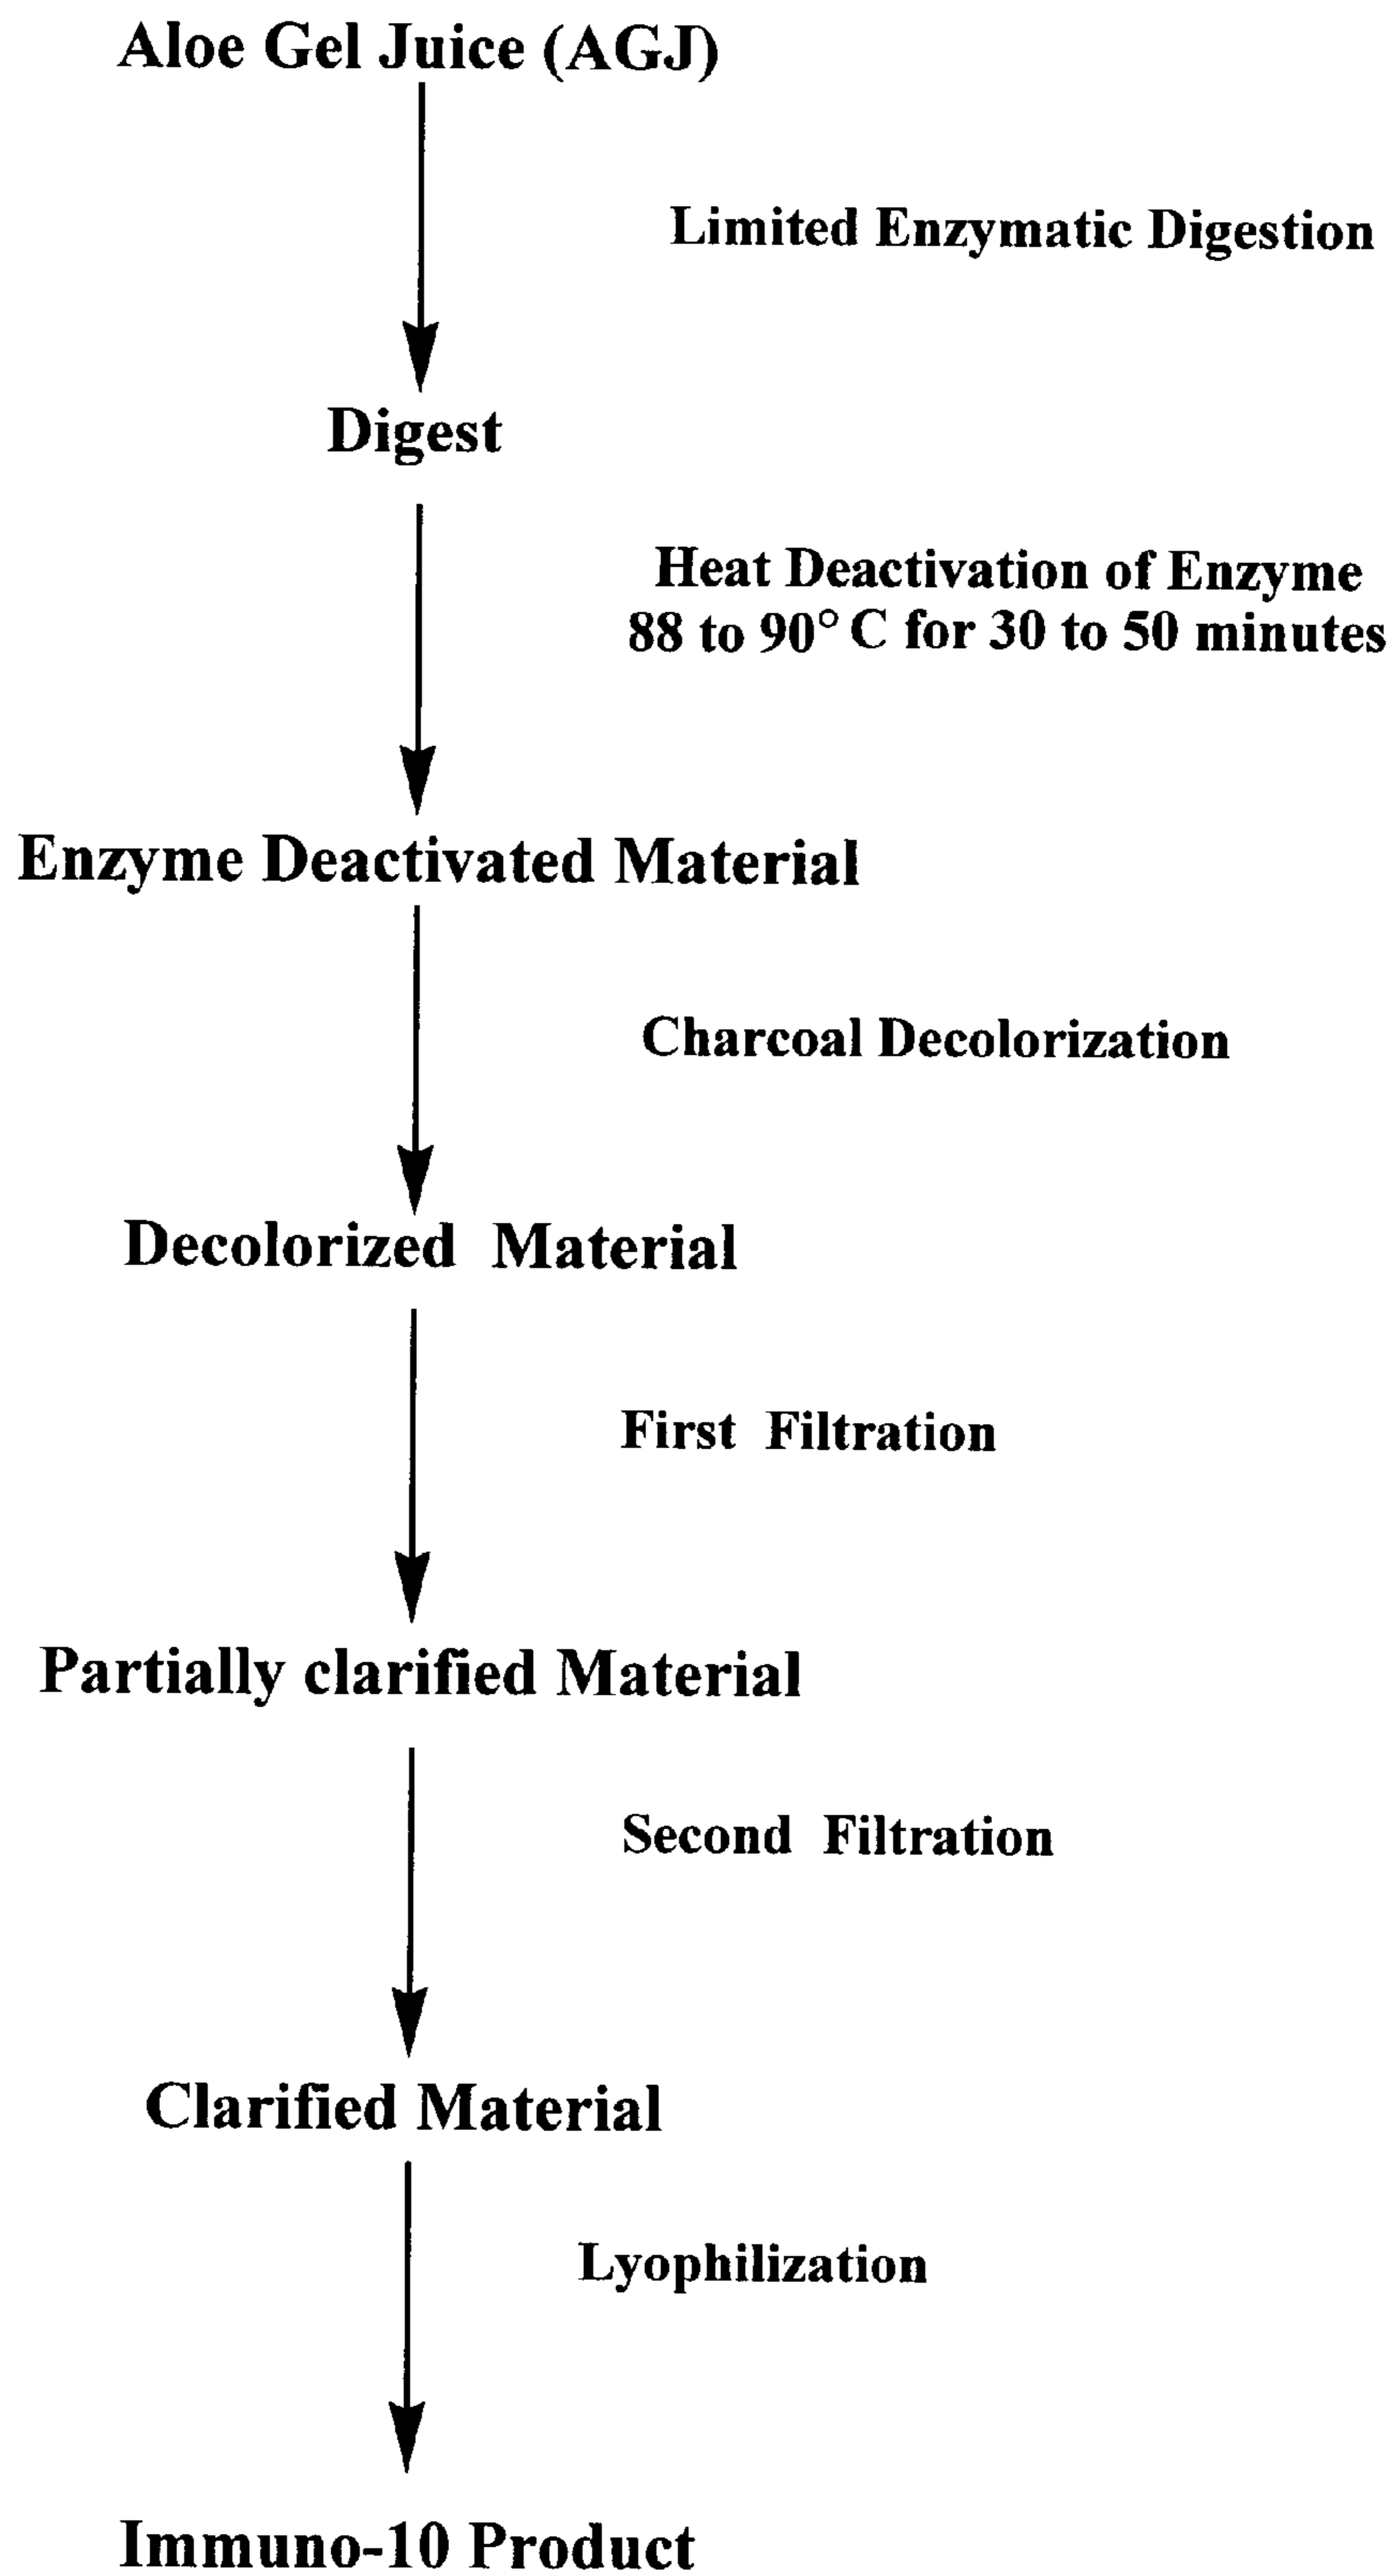 Aloe Gel Juice (AGJ)
Limited Enzymatic Digestion
Digest
Heat Deactivation of Enzyme
88 to 90° C for 30 to 50 minutes
Enzyme Deactivated Material
Charcoal Decolorization
Decolorized Material
First Filtration
Partially clarified Material
Second Filtration
Clarified Material
Lyophilization
Immuno-10 Product